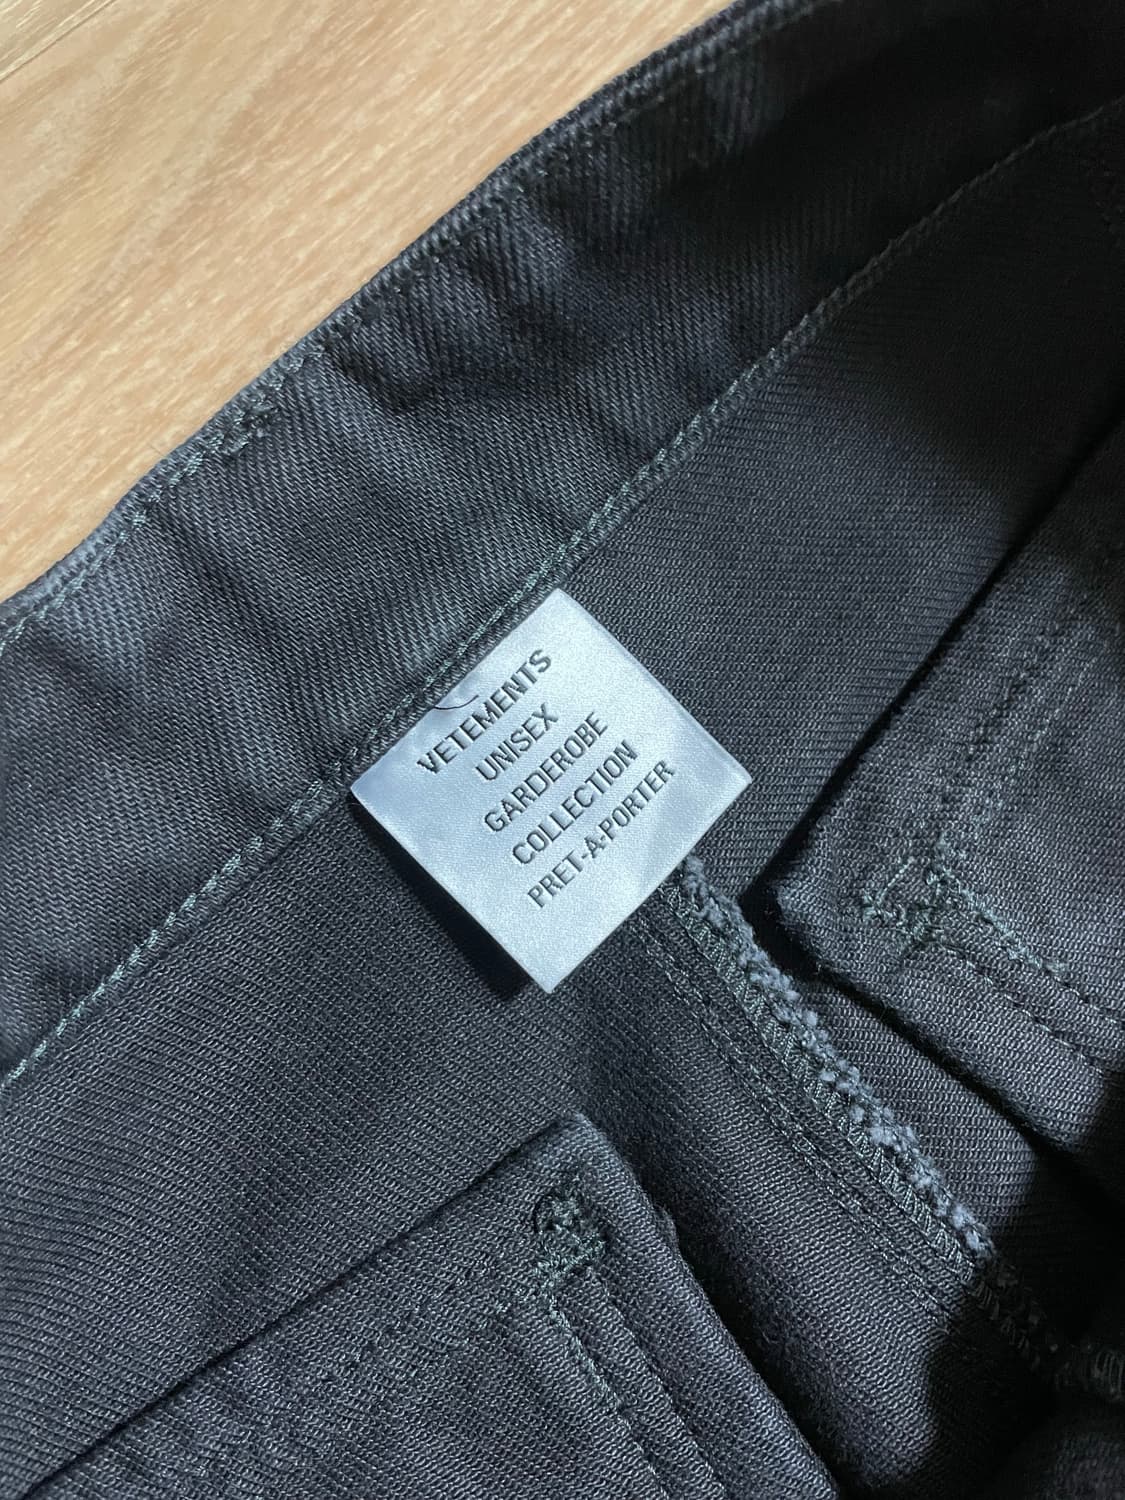 VETEMENTS
UNISEX
GARDEROBE
COLLECTION
PRET-A-PORTER